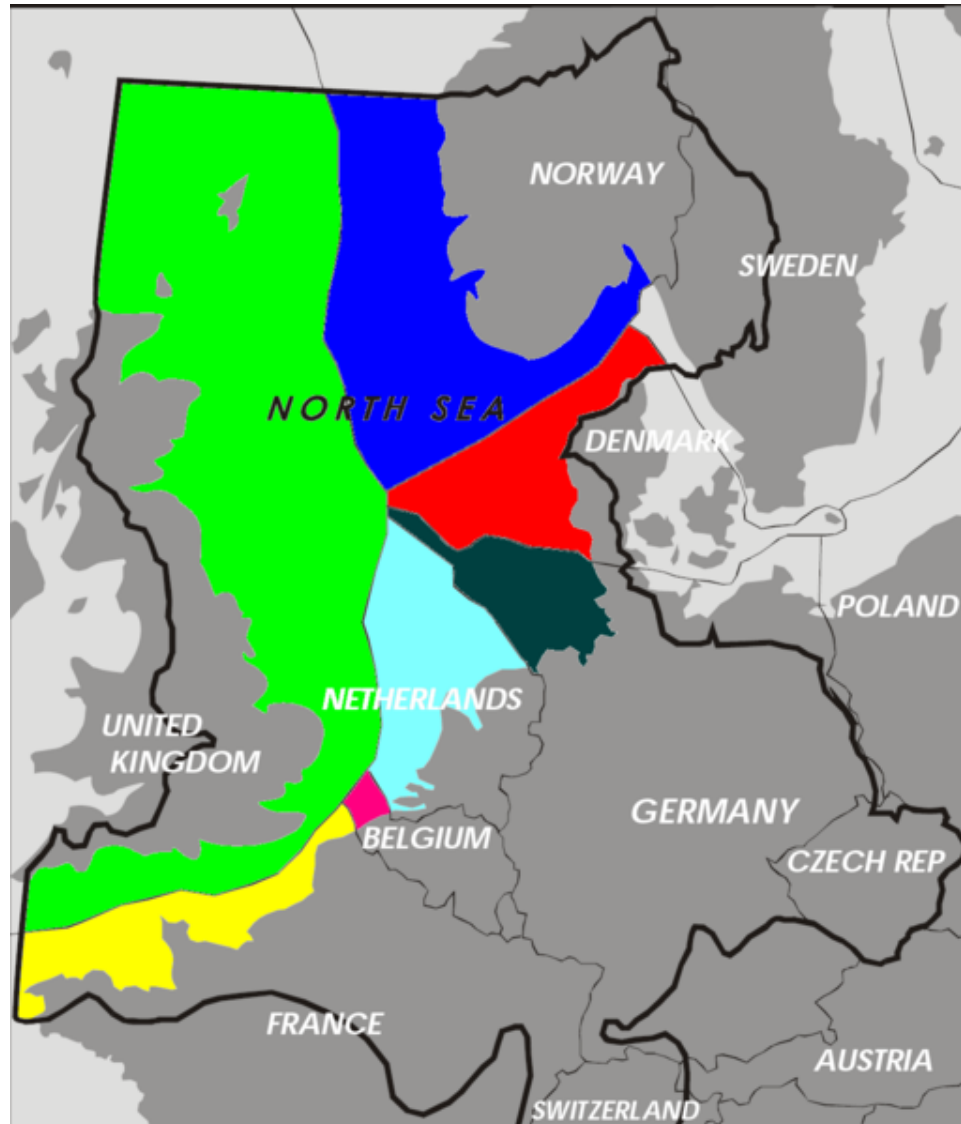 NORWAY
SWEDEN
NORTH SEA
DENMARK
POLAND
NETHERLANDS
UNITED
KINGDOM
GERMANY
BELGIUM
CZECH REP
FRANCE
AUSTRIA
SWITZERLAND